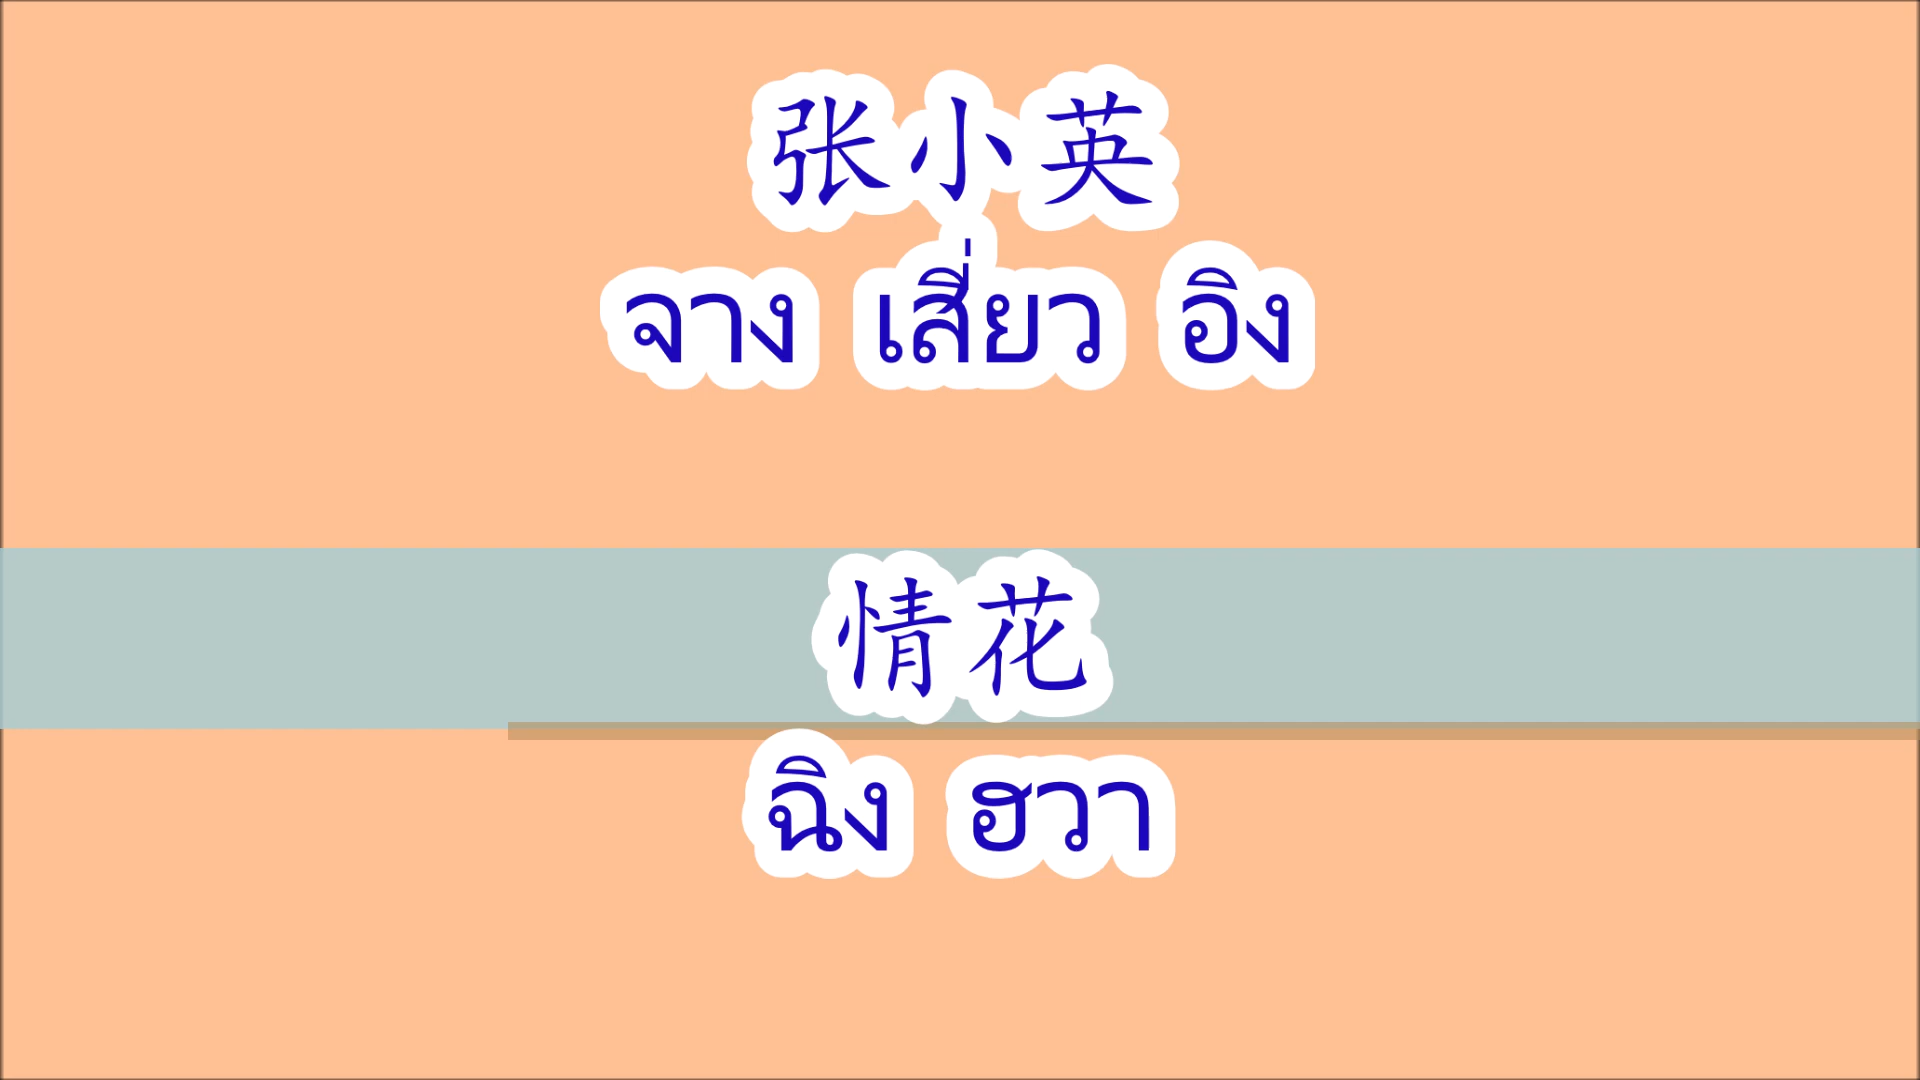 张小英
จาง เสี่ยว อิง
情花
ฉิง ฮวา